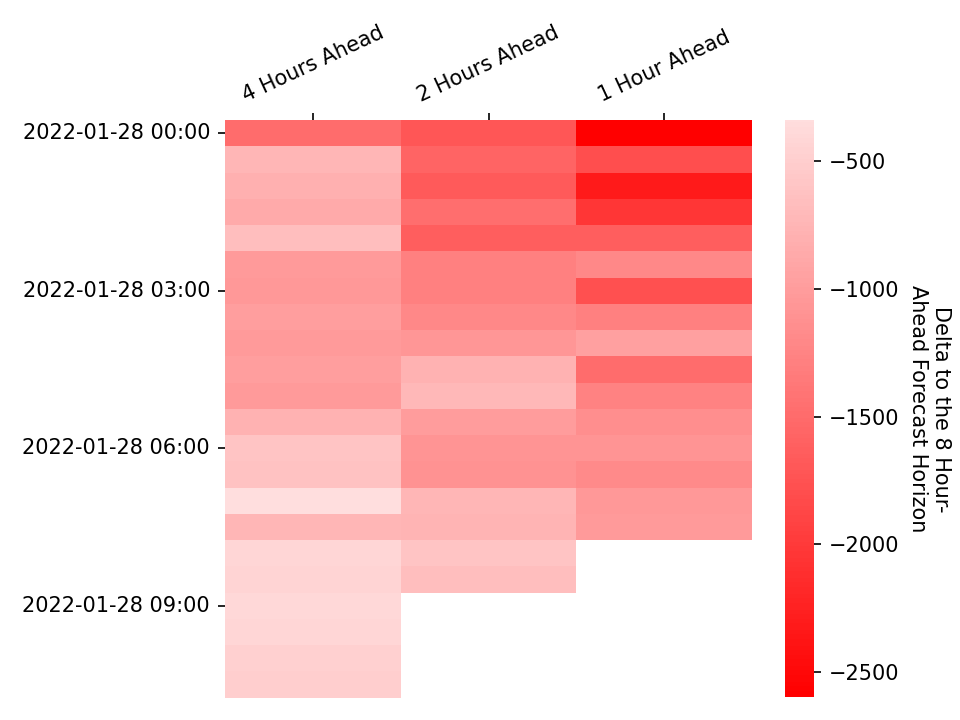 4 Hours Ahead
2 Hours Ahead
1 Hour Ahead
2022-01-28 00:00
2022-01-28 03:00
2022-01-28 06:00
2022-01-28 09:00
−500
−1000
−1500
−2000
−2500
Delta to the 8 Hour-
Ahead Forecast Horizon